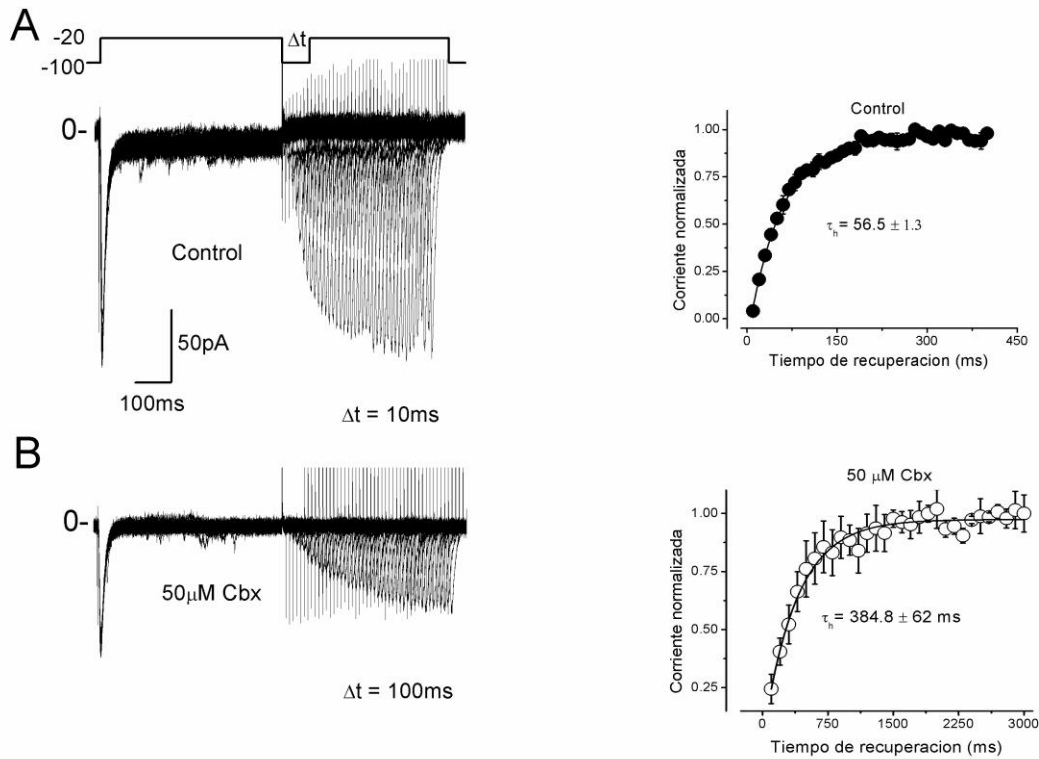 A
-20
-100
Δt
0-
Control
50pA
100ms
Δt = 10ms
Control
Corriente normalizada
1.00
0.75
0.50
0.25
0.00
τh= 56.5 ± 1.3
0
150
300
450
Tiempo de recuperacion (ms)
B
0-
50μM Cbx
Δt = 100ms
50 μM Cbx
Corriente normalizada
1.00
0.75
0.50
0.25
τh= 384.8 ± 62 ms
0
750
1500
2250
3000
Tiempo de recuperacion (ms)